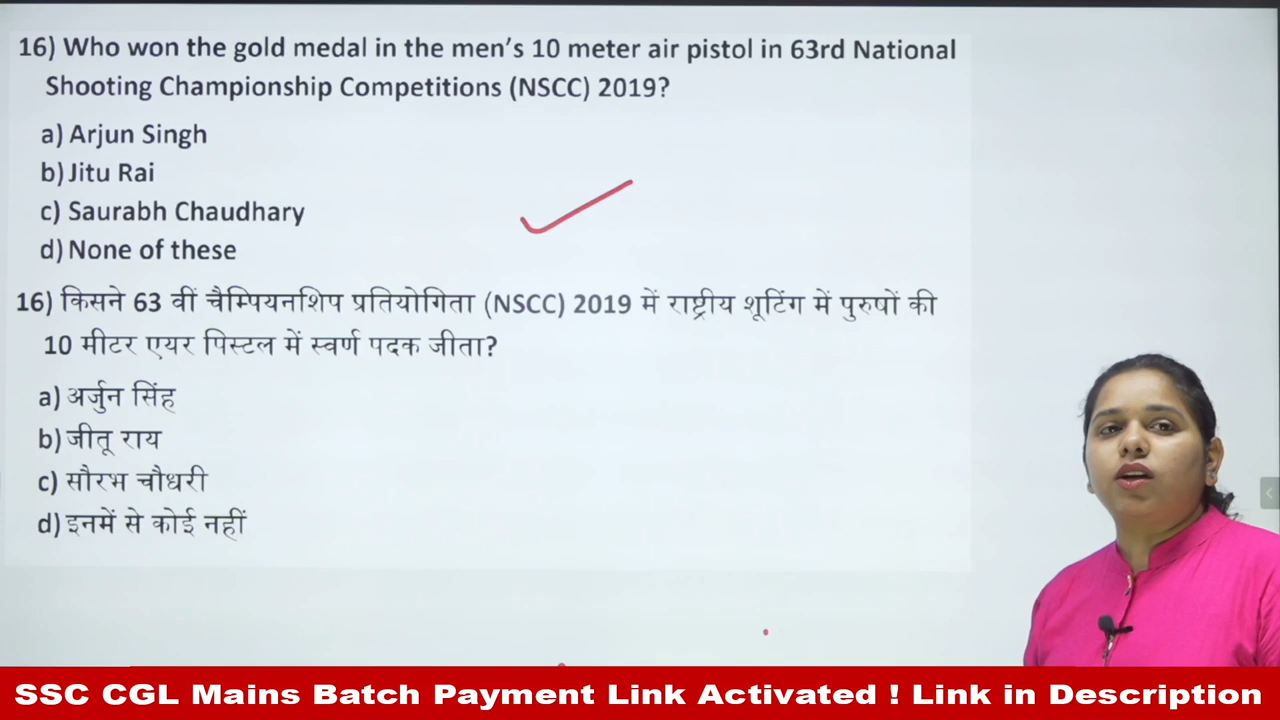 16) Who won the gold medal in the men’s 10 meter air pistol in 63rd National
Shooting Championship Competitions (NSCC) 2019?
a) Arjun Singh
b) Jitu Rai
c) Saurabh Chaudhary
d) None of these
16) किसने 63 वीं चैम्पियनशिप प्रतियोगिता (NSCC) 2019 में राष्ट्रीय शूटिंग में पुरुषों की
10 मीटर एयर पिस्टल में स्वर्ण पदक जीता?
a) अर्जुन सिंह
b) जीतू राय
c) सौरभ चौधरी
d) इनमें से कोई नहीं
SSC CGL Mains Batch Payment Link Activated ! Link in Description